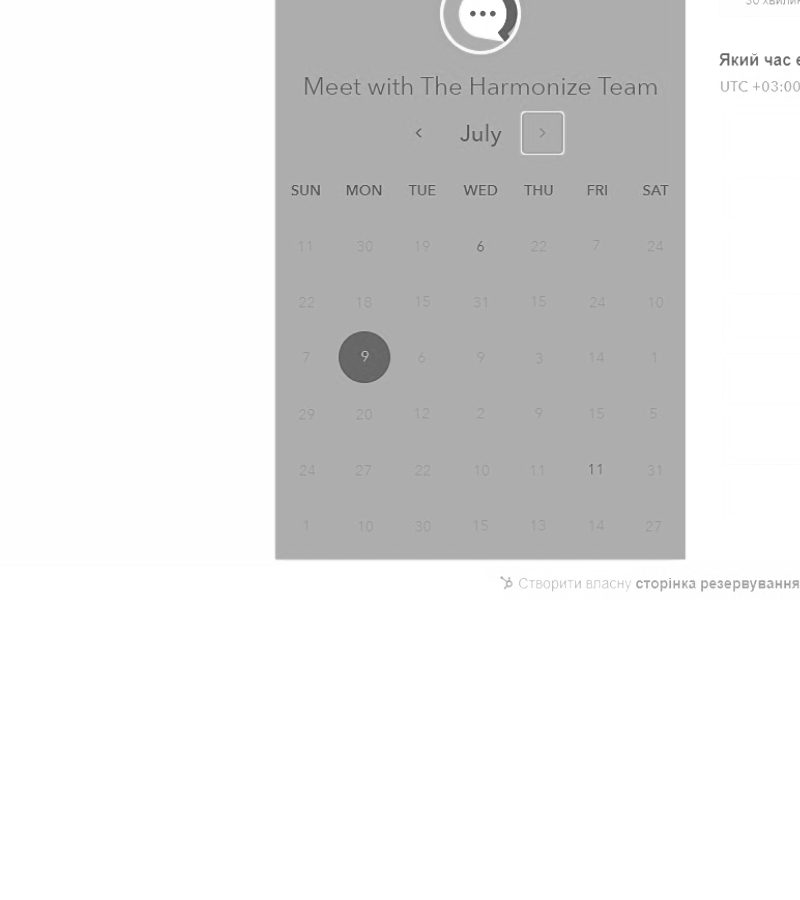 30 хвилин
Який час
UTC +03:00
Meet with The Harmonize Team
July
SUN MON TUE WED THU FRI SAT
11 30 19 6 22 7 24
22 18 15 31 15 24 10
7 9 6 9 3 14 1
29 20 12 2 9 15 5
24 27 22 10 11 11 31
1 10 30 15 13 14 27
Створити власну сторінка резервування